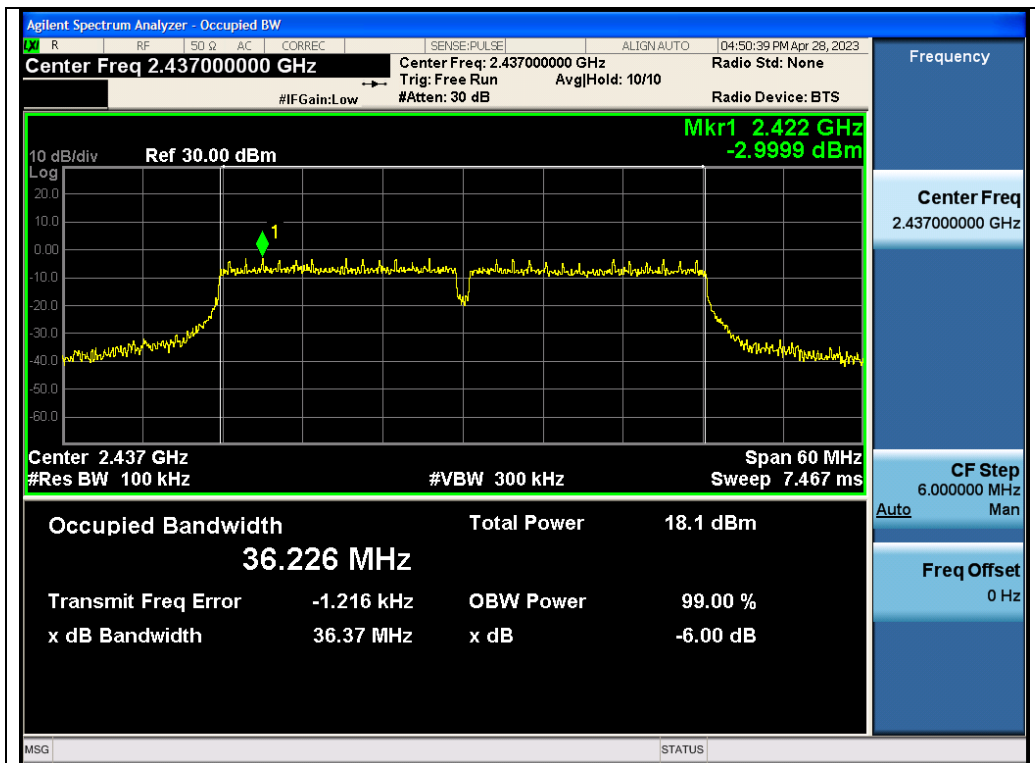 Agilent Spectrum Analyzer - Occupied BW
LXI R RF 50 Ω AC CORREC SENSE:PULSE ALIGN AUTO 04:50:39 PM Apr 28, 2023
Center Freq 2.437000000 GHz
Center Freq: 2.437000000 GHz Radio Std: None
Trig: Free Run Avg|Hold: 10/10
#IFGain:Low #Atten: 30 dB Radio Device: BTS
Mkr1 2.422 GHz
-2.9999 dBm
10 dB/div Ref 30.00 dBm
Log
20.0
10.0
1
0.00
-10.0
-20.0
-30.0
-40.0
-50.0
-60.0
Center 2.437 GHz Span 60 MHz
#Res BW 100 kHz #VBW 300 kHz Sweep 7.467 ms
Occupied Bandwidth Total Power 18.1 dBm
36.226 MHz
Transmit Freq Error -1.216 kHz OBW Power 99.00 %
x dB Bandwidth 36.37 MHz x dB -6.00 dB
MSG STATUS
Frequency
Center Freq
2.437000000 GHz
CF Step
6.000000 MHz
Auto Man
Freq Offset
0 Hz